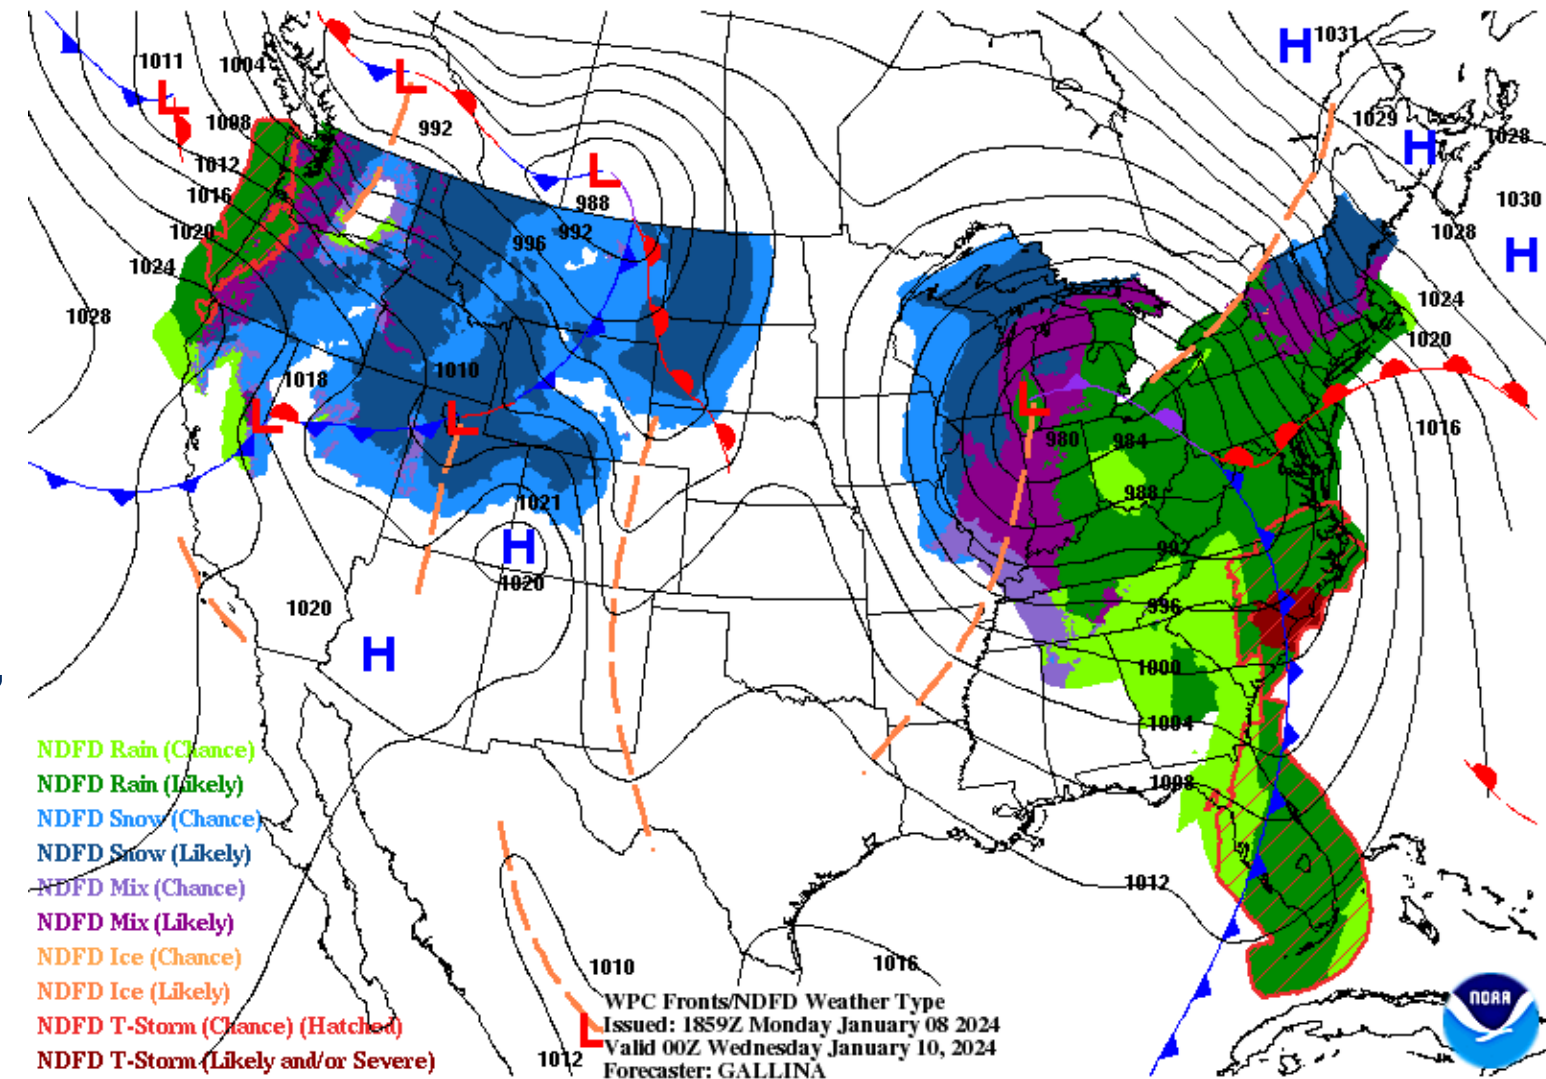 H 1031
1011
1004
L
L
1008
992
1029
H
1028
1012
L
1016
988
1030
1020
996
992
1028
H
1024
1024
1028
1020
1018
1010
L
L
L
1016
980
984
988
1021
H
992
1020
1020
996
H
1000
1004
1008
1012
1010
1016
L
1012
NDFD Rain (Chance)
NDFD Rain (Likely)
NDFD Snow (Chance)
NDFD Snow (Likely)
NDFD Mix (Chance)
NDFD Mix (Likely)
NDFD Ice (Chance)
NDFD Ice (Likely)
NDFD T-Storm (Chance) (Hatched)
NDFD T-Storm (Likely and/or Severe)
WPC Fronts/NDFD Weather Type
Issued: 1859Z Monday January 08 2024
Valid 00Z Wednesday January 10, 2024
Forecaster: GALLINA
NOAA